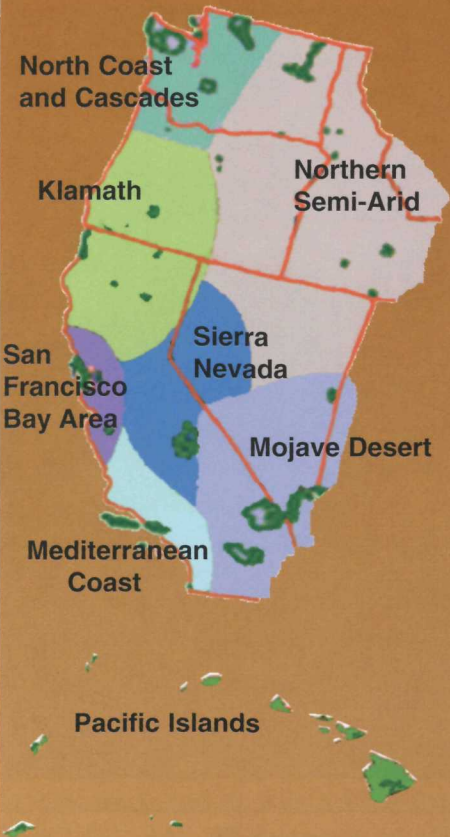 North Coast
and Cascades
Klamath
Northern
Semi-Arid
Sierra
Nevada
San
Francisco
Bay Area
Mojave Desert
Mediterranean
Coast
Pacific Islands